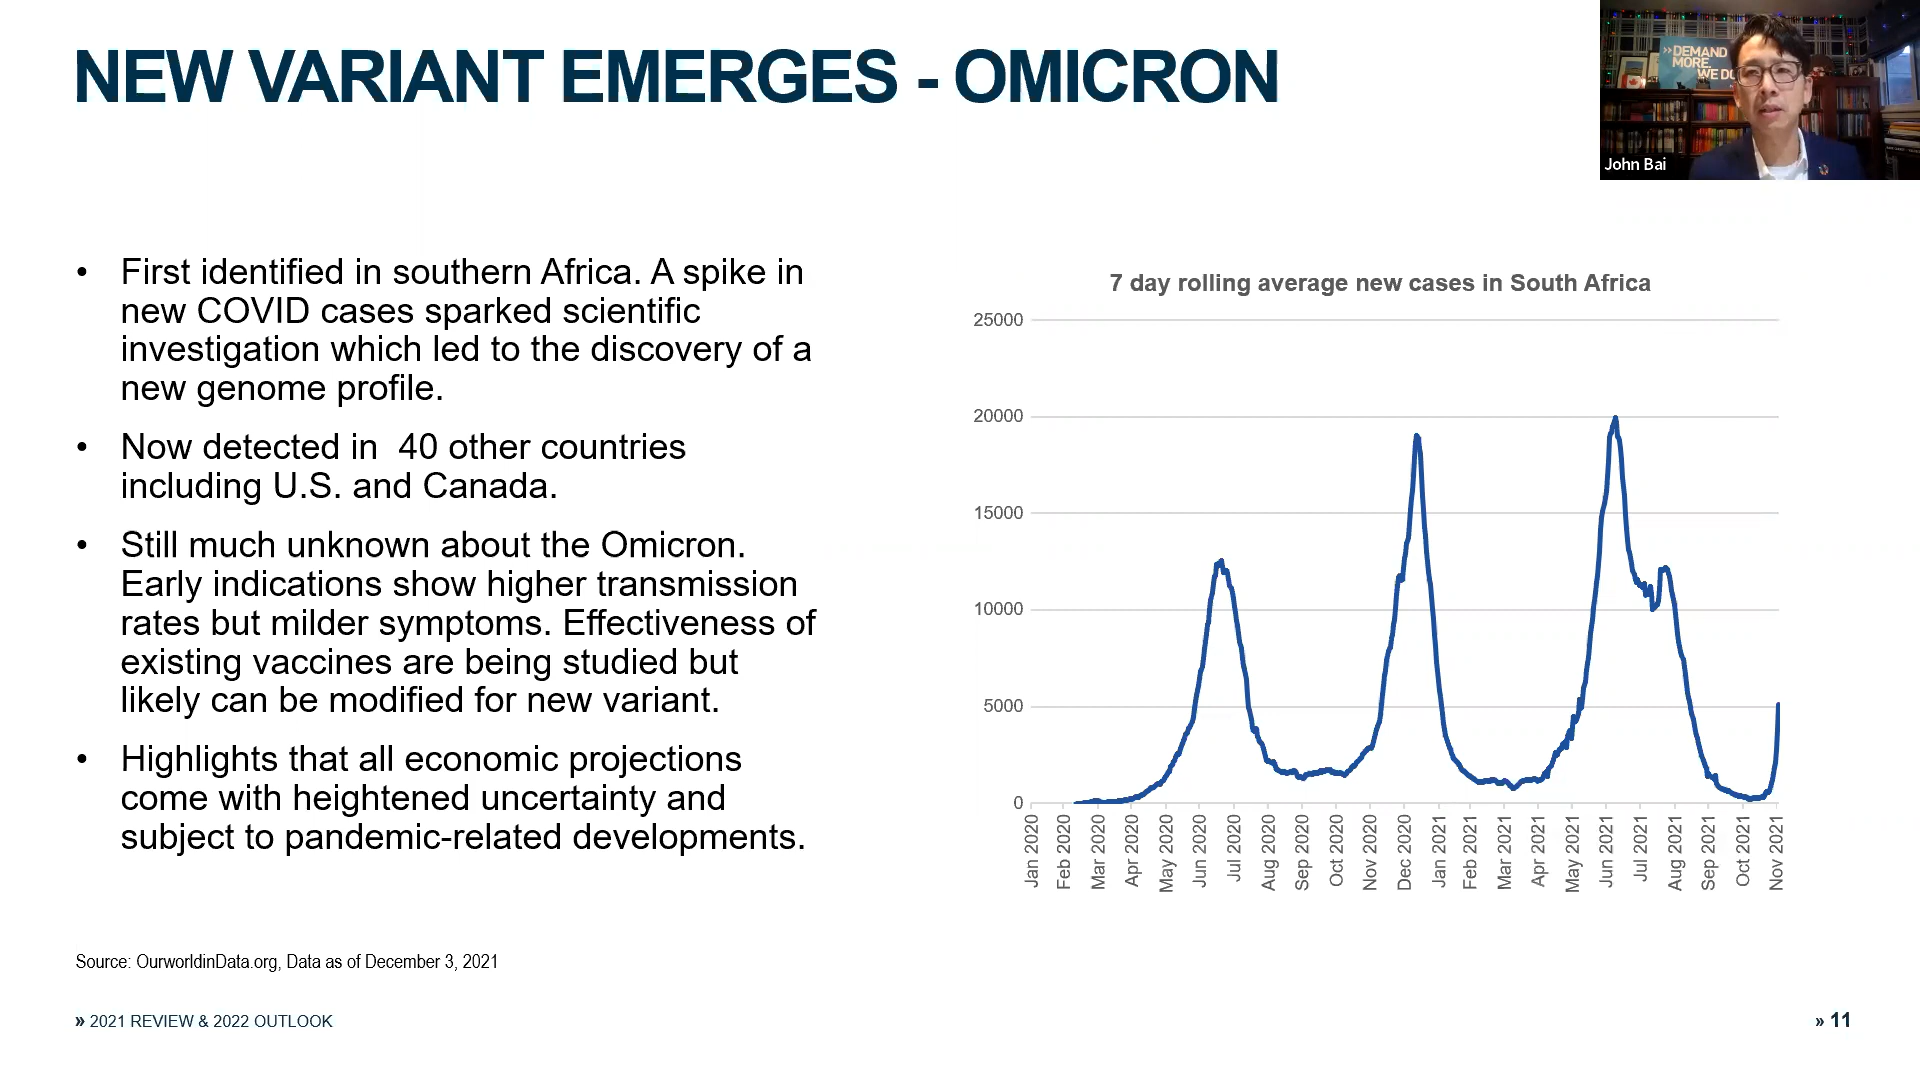 NEW VARIANT EMERGES - OMICRON
»DEMAND
MORE.
WE DO
John Bai
• First identified in southern Africa. A spike in
new COVID cases sparked scientific
investigation which led to the discovery of a
new genome profile.
• Now detected in  40 other countries
including U.S. and Canada.
• Still much unknown about the Omicron.
Early indications show higher transmission
rates but milder symptoms. Effectiveness of
existing vaccines are being studied but
likely can be modified for new variant.
• Highlights that all economic projections
come with heightened uncertainty and
subject to pandemic-related developments.
7 day rolling average new cases in South Africa
25000
20000
15000
10000
5000
0
Jan 2020
Feb 2020
Mar 2020
Apr 2020
May 2020
Jun 2020
Jul 2020
Aug 2020
Sep 2020
Oct 2020
Nov 2020
Dec 2020
Jan 2021
Feb 2021
Mar 2021
Apr 2021
May 2021
Jun 2021
Jul 2021
Aug 2021
Sep 2021
Oct 2021
Nov 2021
Source: OurworldinData.org, Data as of December 3, 2021
» 2021 REVIEW & 2022 OUTLOOK
» 11